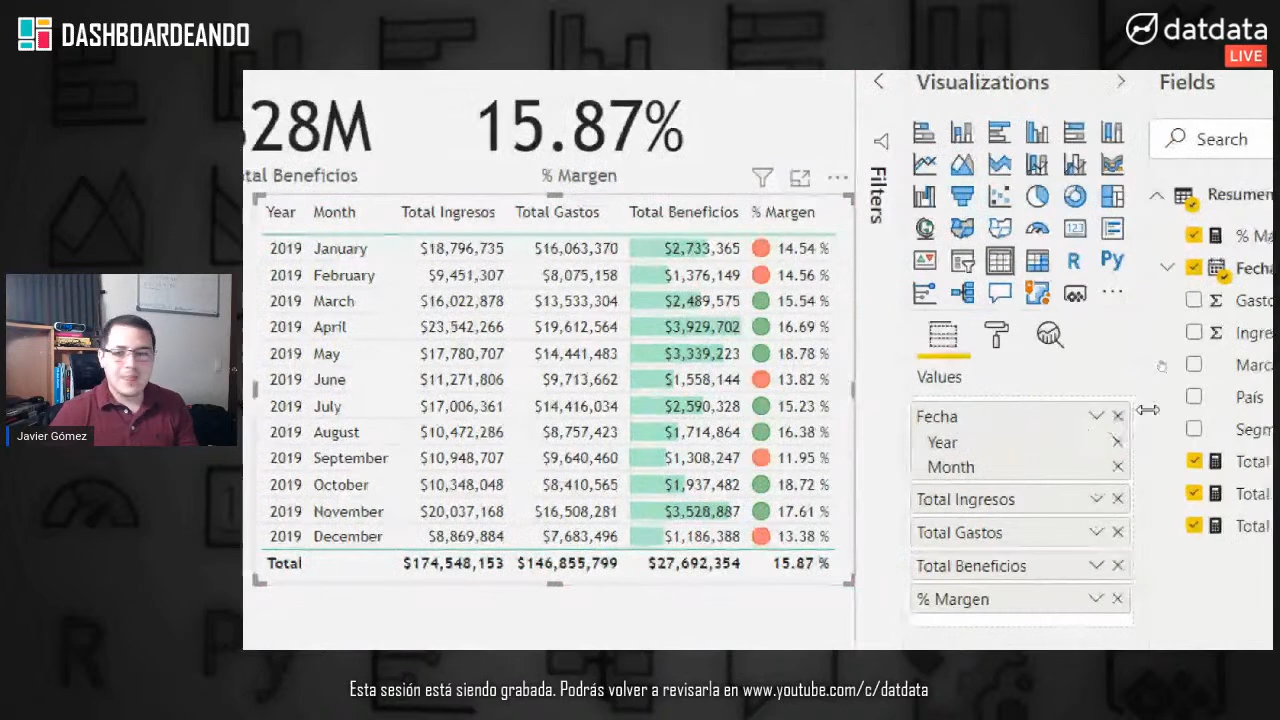 DASHBOARDEANDO
datdata
LIVE
28M
15.87%
tal Beneficios
% Margen
Year Month Total Ingresos Total Gastos Total Beneficios % Margen
2019 January $18,796,735 $16,063,370 $2,733,365 14.54 %
2019 February $9,451,307 $8,075,158 $1,376,149 14.56 %
2019 March $16,022,878 $13,533,304 $2,489,575 15.54 %
2019 April $23,542,266 $19,612,564 $3,929,702 16.69 %
2019 May $17,780,707 $14,441,483 $3,339,223 18.78 %
2019 June $11,271,806 $9,713,662 $1,558,144 13.82 %
2019 July $17,006,361 $14,416,034 $2,590,328 15.23 %
2019 August $10,472,286 $8,757,423 $1,714,864 16.38 %
2019 September $10,948,707 $9,640,460 $1,308,247 11.95 %
2019 October $10,348,048 $8,410,565 $1,937,482 18.72 %
2019 November $20,037,168 $16,508,281 $3,528,887 17.61 %
2019 December $8,869,884 $7,683,496 $1,186,388 13.38 %
Total $174,548,153 $146,855,799 $27,692,354 15.87 %
Filters
Visualizations
R
Py
Values
Fecha
Year
Month
Total Ingresos
Total Gastos
Total Beneficios
% Margen
Fields
Search
Resumen
% Ma
Fecha
Gasto
Ingre
Marc
País
Segm
Total
Total
Total
Javier Gómez
Esta sesión está siendo grabada. Podrás volver a revisarla en www.youtube.com/c/datdata